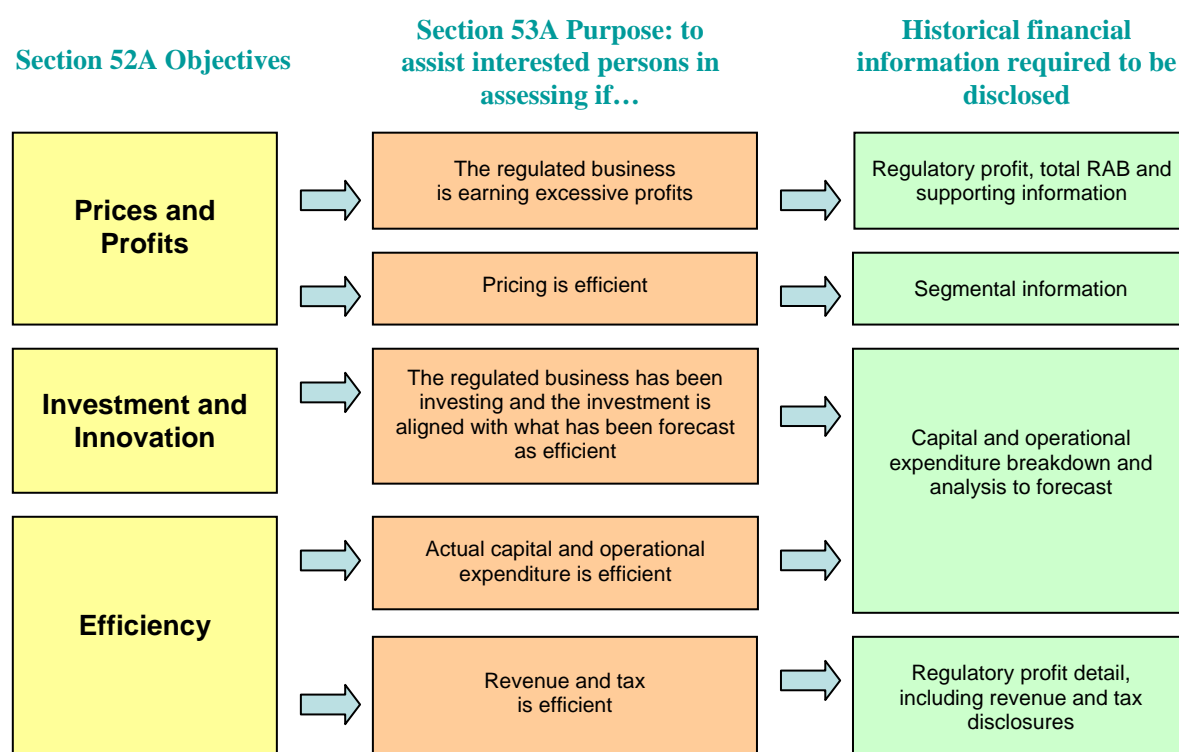 Section 52A Objectives
Section 53A Purpose: to
assist interested persons in
assessing if…
Historical financial
information required to be
disclosed
Prices and
Profits
The regulated business
is earning excessive profits
Regulatory profit, total RAB and
supporting information
Pricing is efficient
Segmental information
Investment and
Innovation
The regulated business has been
investing and the investment is
aligned with what has been forecast
as efficient
Capital and operational
expenditure breakdown and
analysis to forecast
Efficiency
Actual capital and operational
expenditure is efficient
Revenue and tax
is efficient
Regulatory profit detail,
including revenue and tax
disclosures